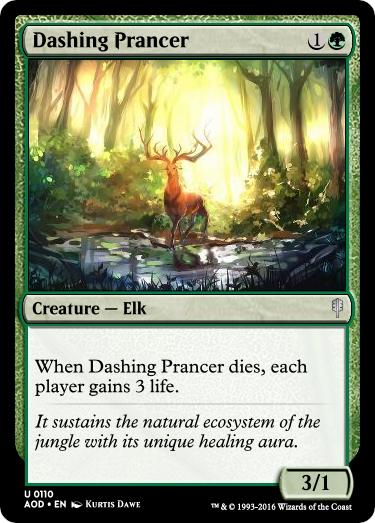 Dashing Prancer 1
Creature — Elk
When Dashing Prancer dies, each
player gains 3 life.
It sustains the natural ecosystem of the
jungle with its unique healing aura.
3/1
U 0110
AOD • EN Kurtis Dawe
™ & © 1993-2016 Wizards of the Coast